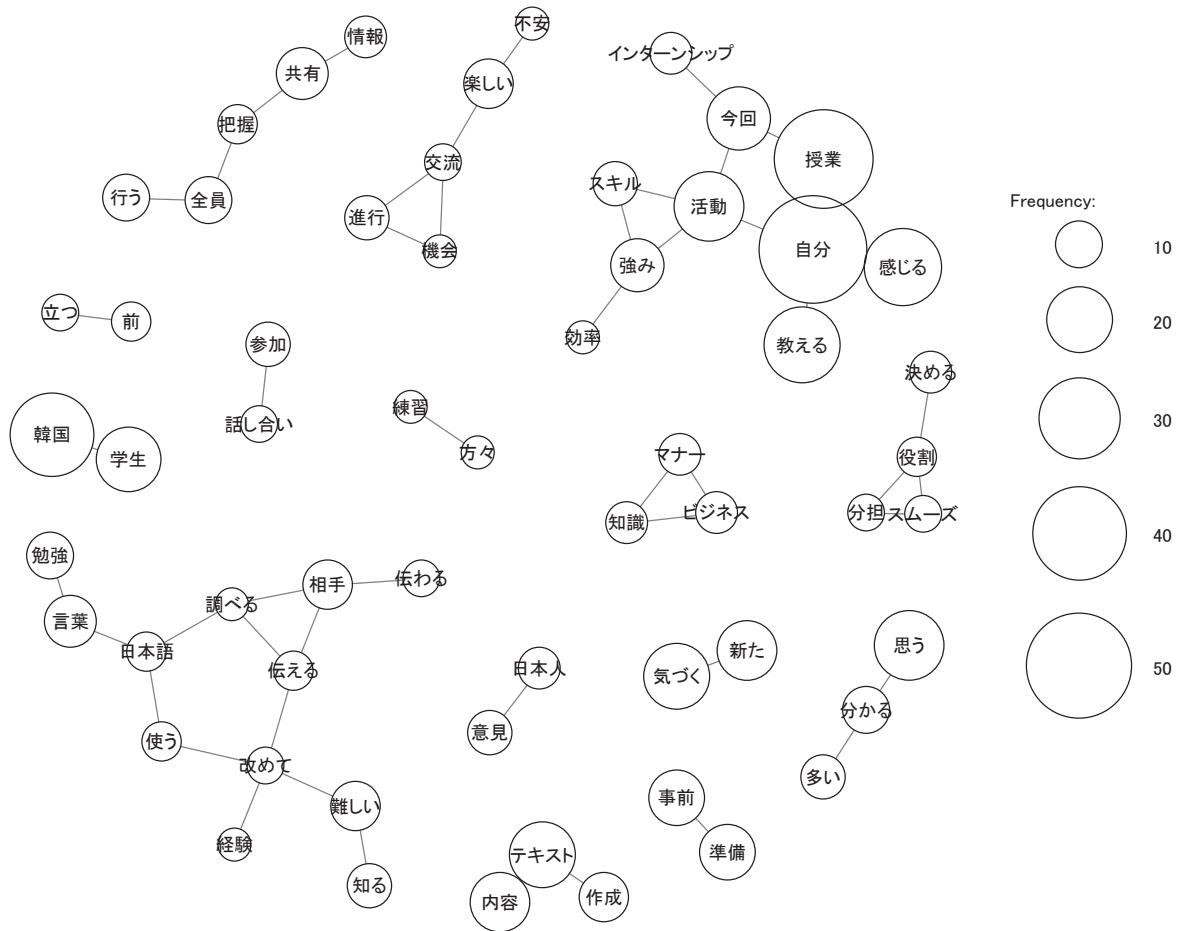 不安
情報
インターンシップ
共有
楽しい
今回
把握
授業
交流
スキル
行う
全員
進行
活動
機会
強み
自分
感じる
立つ
前
効率
参加
教える
決める
練習
話し合い
韓国
学生
方々
マナー
役割
知識
ビジネス
分担
スムーズ
勉強
相手
伝わる
調べる
言葉
日本語
伝える
日本人
新た
気づく
思う
分かる
使う
意見
改めて
多い
難しい
事前
経験
準備
テキスト
知る
内容
作成
Frequency:
10
20
30
40
50